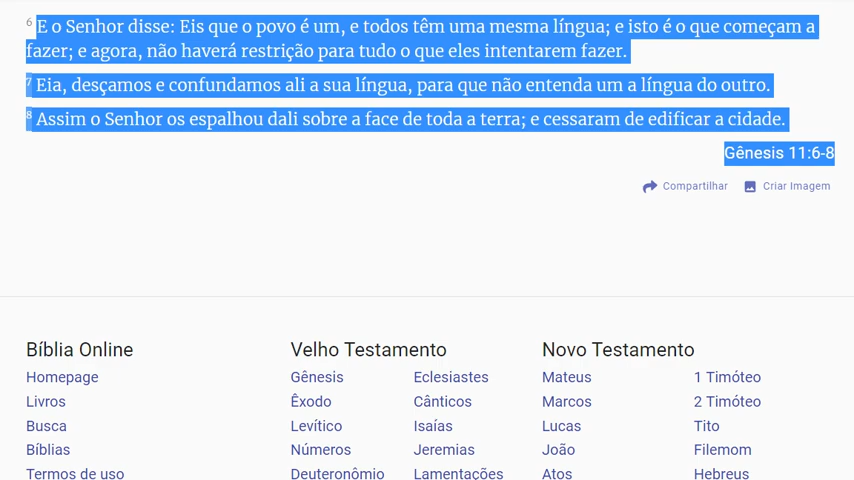 6 E o Senhor disse: Eis que o povo é um, e todos têm uma mesma língua; e isto é o que começam a
fazer; e agora, não haverá restrição para tudo o que eles intentarem fazer.
7 Eia, desçamos e confundamos ali a sua língua, para que não entenda um a língua do outro.
8 Assim o Senhor os espalhou dali sobre a face de toda a terra; e cessaram de edificar a cidade.
Gênesis 11:6-8
Compartilhar Criar Imagem
Bíblia Online
Homepage
Livros
Busca
Bíblias
Termos de uso
Velho Testamento
Gênesis
Êxodo
Levítico
Números
Deuteronômio
Eclesiastes
Cânticos
Isaías
Jeremias
Lamentações
Novo Testamento
Mateus
Marcos
Lucas
João
Atos
1 Timóteo
2 Timóteo
Tito
Filemom
Hebreus